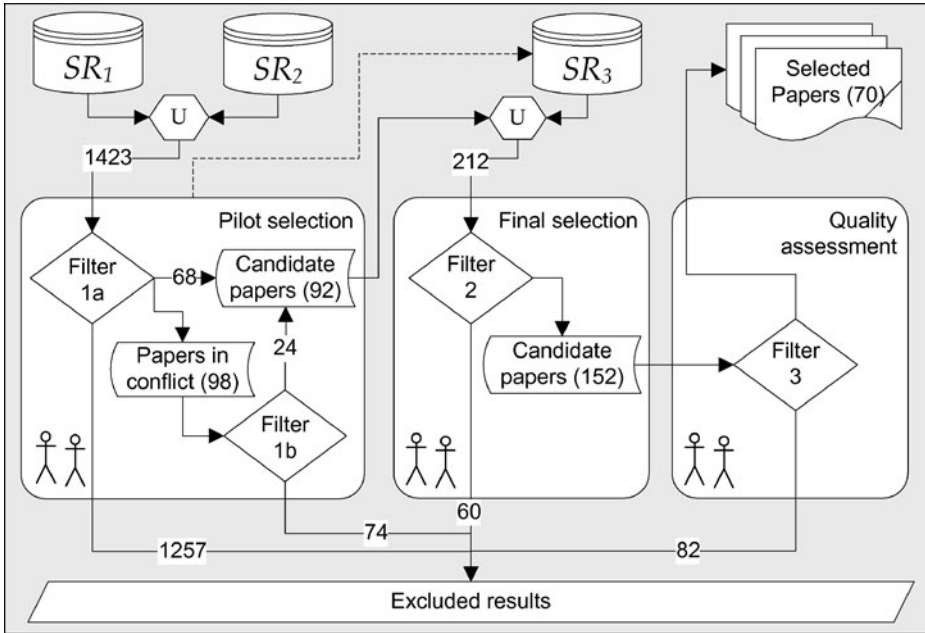 SR1
SR2
SR3
Selected
Papers (70)
U
U
1423
212
Pilot selection
Final selection
Quality
assessment
Filter
1a
68
Candidate
papers (92)
Filter
2
Papers in
conflict (98)
24
Candidate
papers (152)
Filter
3
Filter
1b
60
74
1257
82
Excluded results